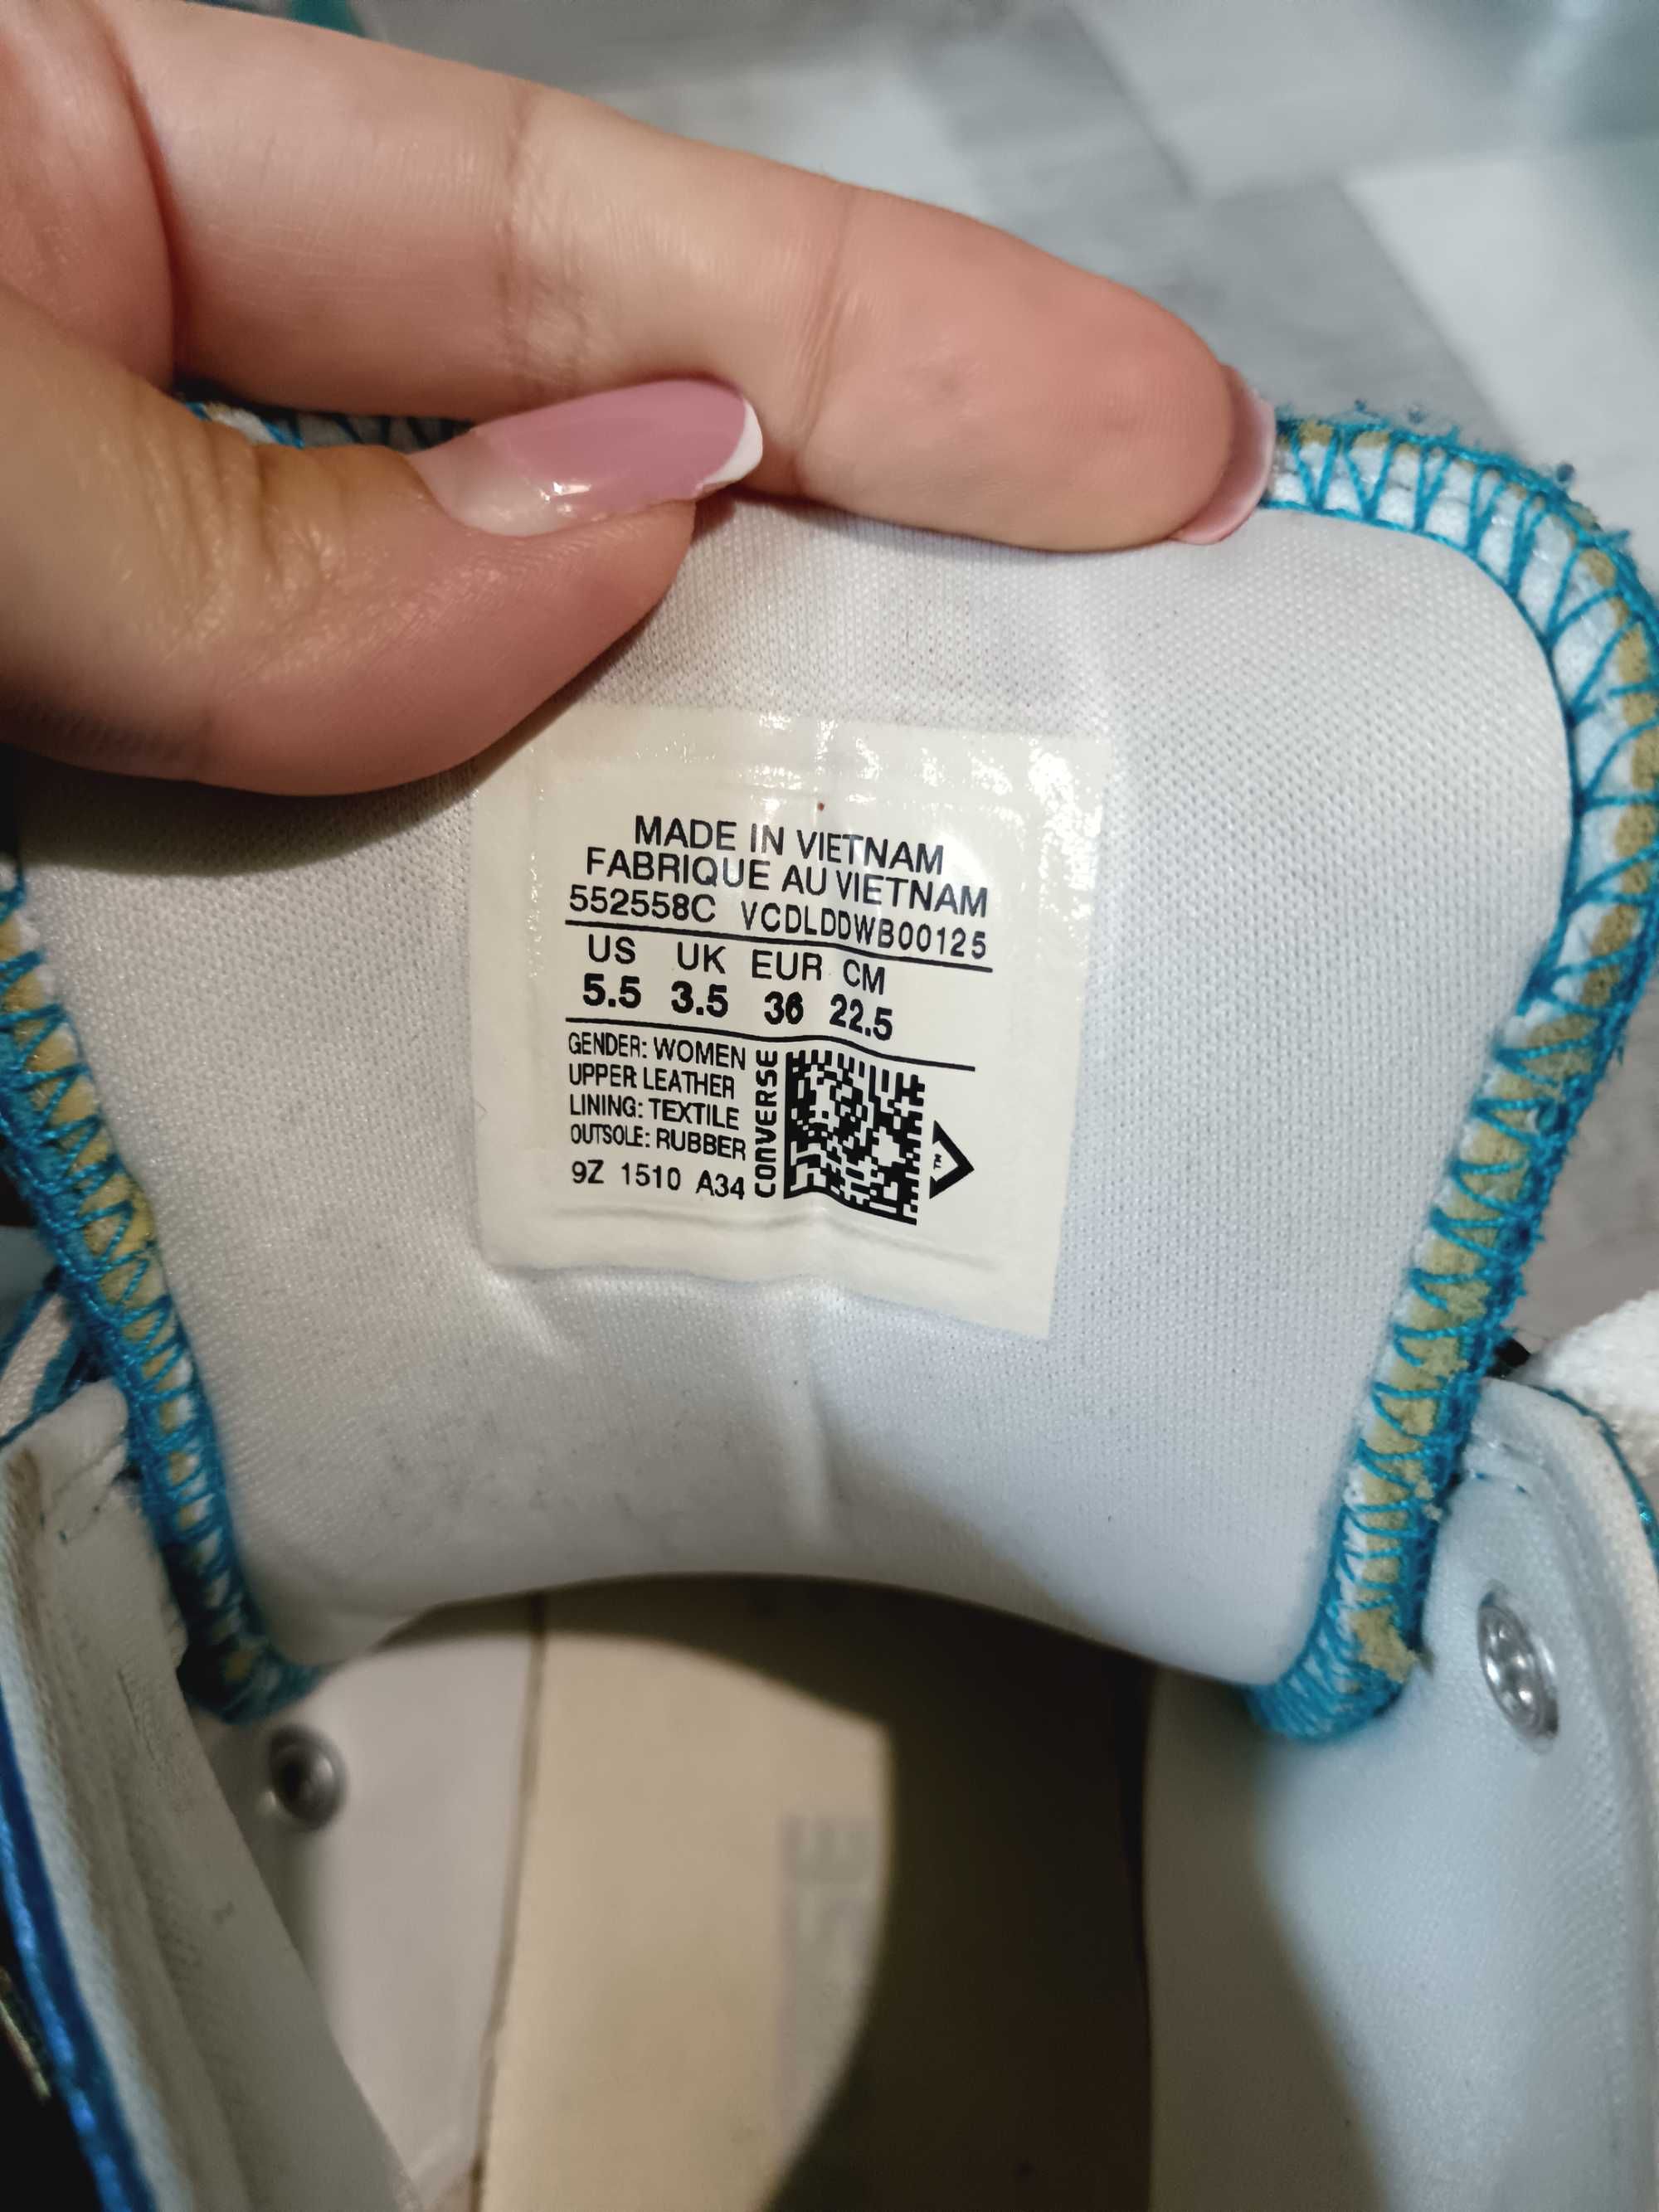 MADE IN VIETNAM
FABRIQUE AU VIETNAM
552558C VCDLDDWB00125
US UK EUR CM
5.5 3.5 36 22.5
GENDER: WOMEN
UPPER: LEATHER
LINING: TEXTILE
OUTSOLE: RUBBER
9Z 1510 A34
CONVERSE